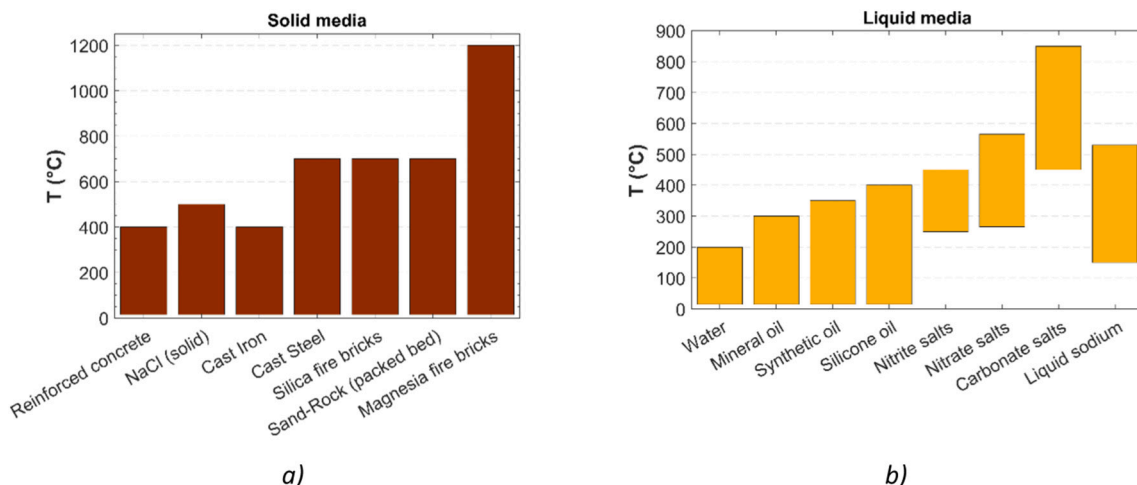 Solid media
T (°C)
1200
1000
800
600
400
200
0
Reinforced concrete
NaCl (solid)
Cast Iron
Cast Steel
Silica fire bricks
Sand-Rock (packed bed)
Magnesia fire bricks
a)
Liquid media
T (°C)
900
800
700
600
500
400
300
200
100
0
Water
Mineral oil
Synthetic oil
Silicone oil
Nitrite salts
Nitrate salts
Carbonate salts
Liquid sodium
b)